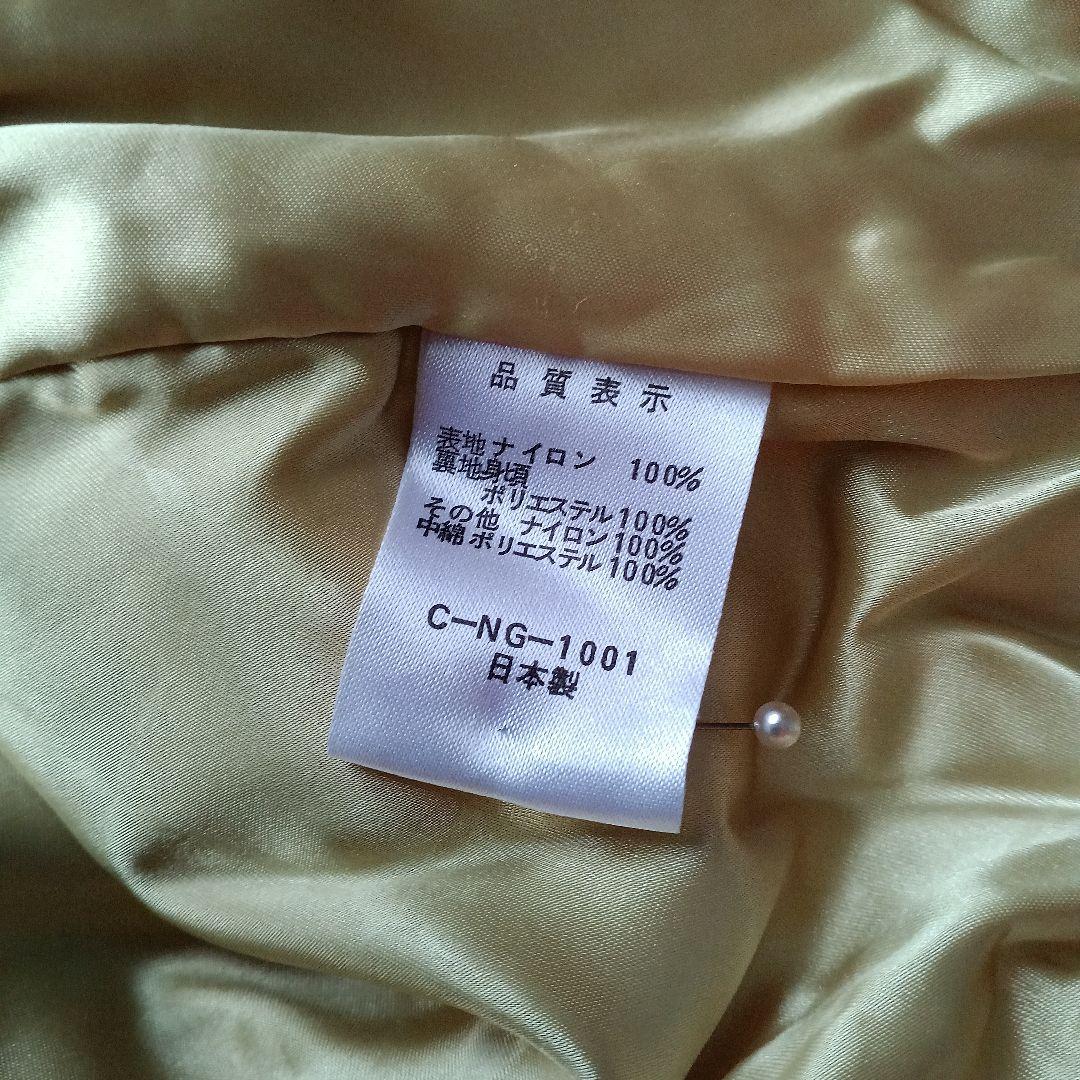 品質表示
表地 ナイロン 100%
裏地身頃
ポリエステル100%
その他 ナイロン100%
中綿 ポリエステル100%
C−NG−1001
日本製